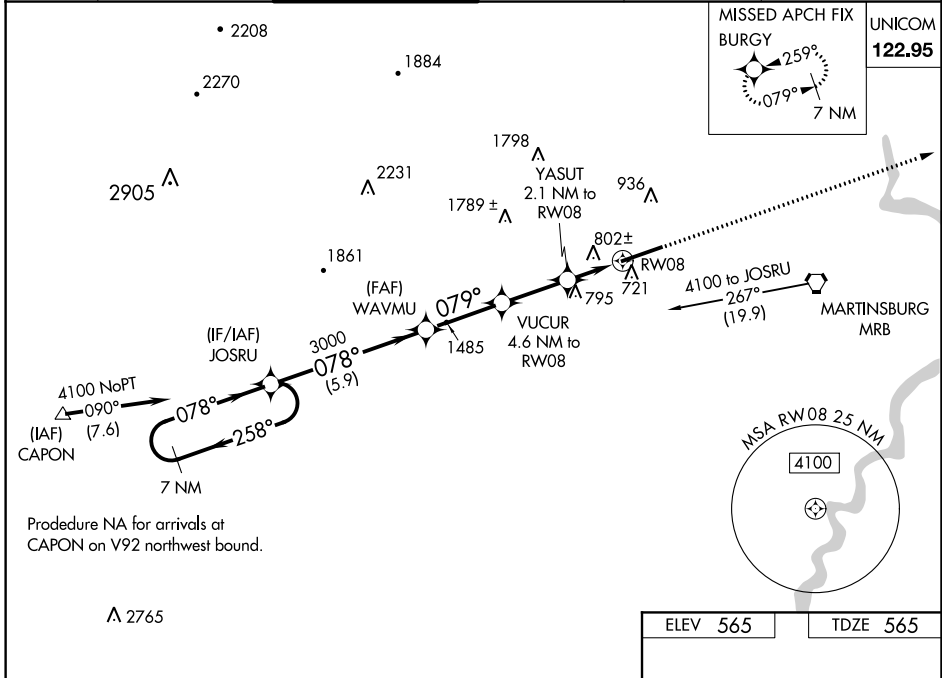 MISSED APCH FIX
BURGY
259°
079°
7 NM
UNICOM
122.95
2208
2270
1884
2905
2231
1798
1789 ±
YASUT
2.1 NM to
RW08
936
802±
RW08
721
795
1861
(FAF)
WAVMU
079°
VUCUR
4.6 NM to
RW08
1485
4100 to JOSRU
267°
(19.9)
MARTINSBURG
MRB
(IF/IAF)
JOSRU
3000
078°
(5.9)
4100 NoPT
090°
(7.6)
(IAF)
CAPON
078°
258°
7 NM
MSA RW08 25 NM
4100
Prodedure NA for arrivals at
CAPON on V92 northwest bound.
2765
ELEV 565
TDZE 565